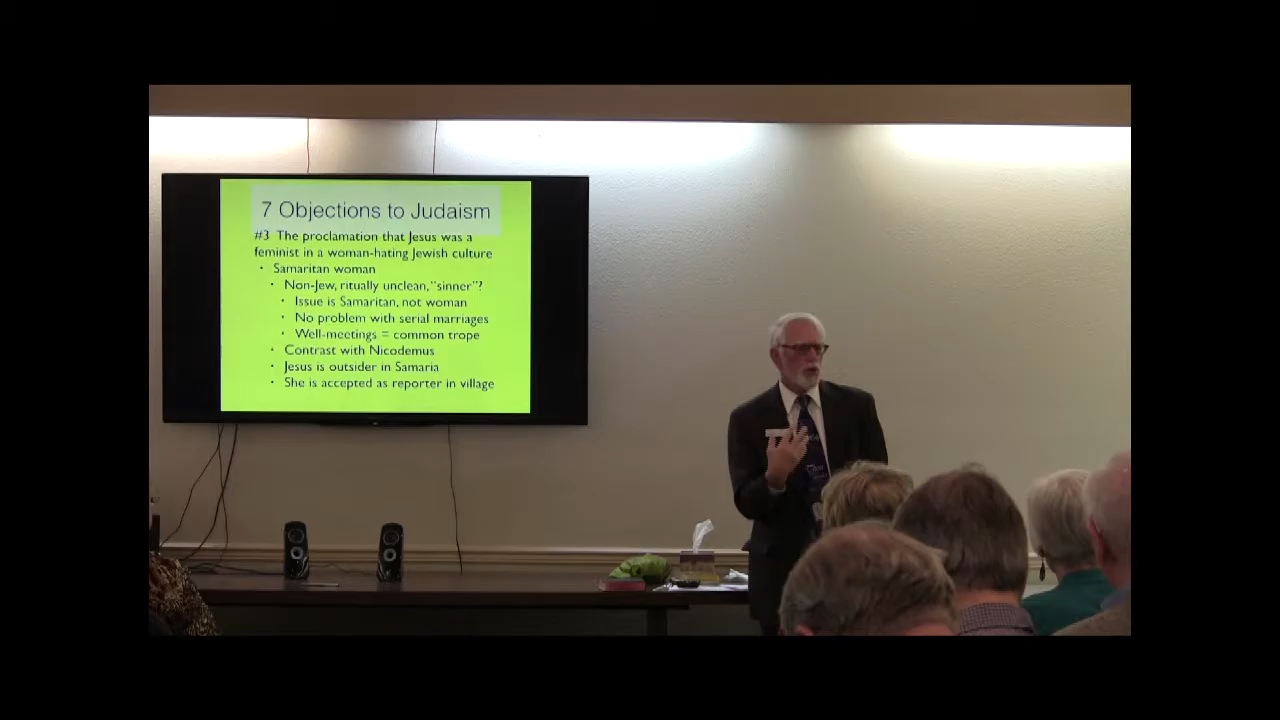 7 Objections to Judaism
#3 The proclamation that Jesus was a
feminist in a woman-hating Jewish culture
• Samaritan woman
• Non-Jew, ritually unclean, "sinner"?
• Issue is Samaritan, not woman
• No problem with serial marriages
• Well-meetings = common trope
• Contrast with Nicodemus
• Jesus is outsider in Samaria
• She is accepted as reporter in village